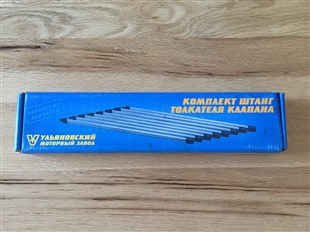 КОМПЛЕКТ ШТАНГ
ТОЛКАТЕЛЯ КЛАПАНА
УЛЬЯНОВСКИЙ
МОТОРНЫЙ ЗАВОД